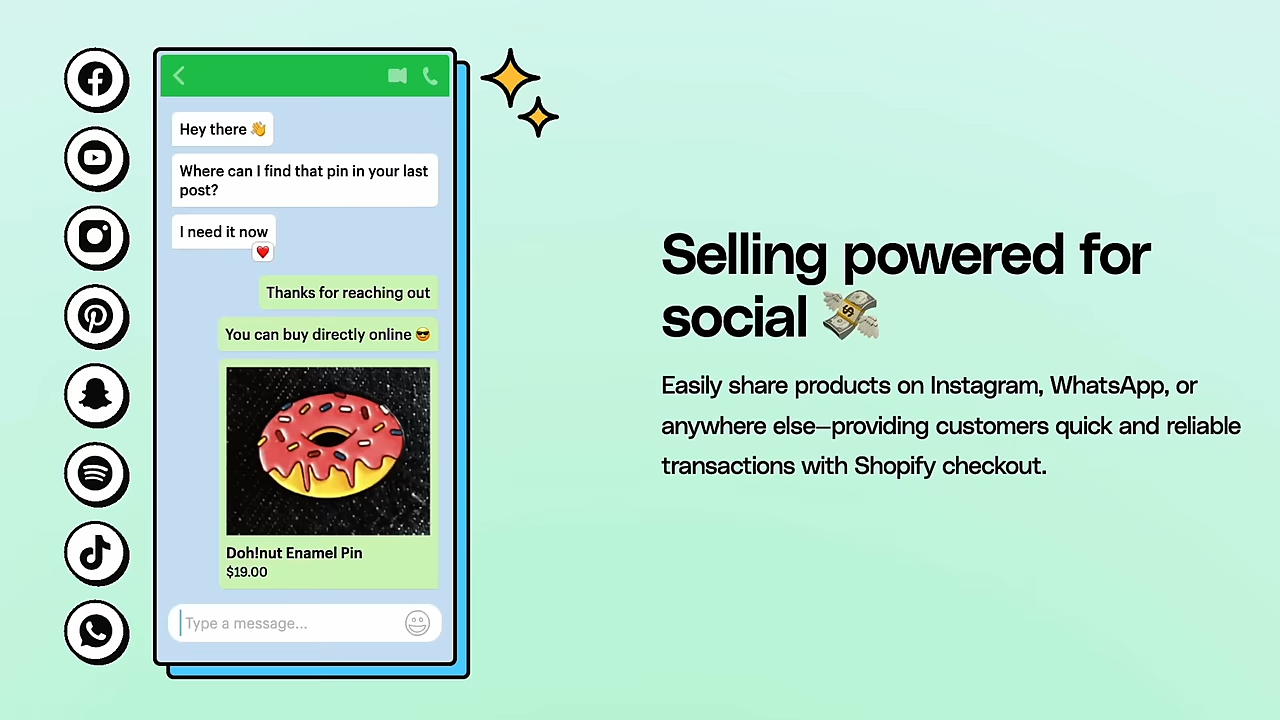 Hey there 👋
Where can I find that pin in your last
post?
I need it now
❤️
Thanks for reaching out
You can buy directly online 😎
Doh!nut Enamel Pin
$19.00
Type a message...
Selling powered for
social 💸
Easily share products on Instagram, WhatsApp, or
anywhere else—providing customers quick and reliable
transactions with Shopify checkout.